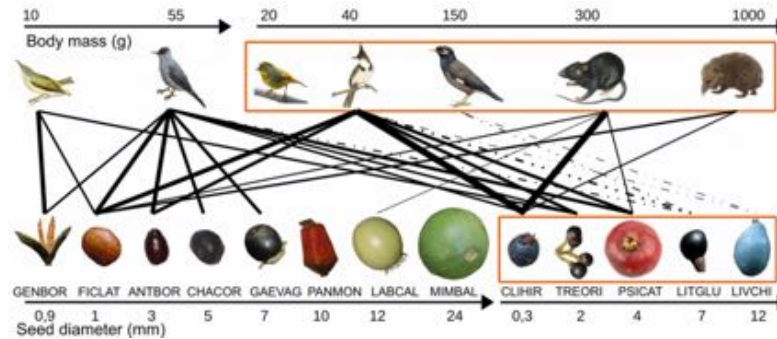 10 55 20 40 150 300 1000
Body mass (g)
GENBOR FICLAT ANTBOR CHACOR GAEVAG PANMON LABCAL MIMBAL CLIHIR TREORI PSICAT LITGLU LIVCHI
0,9 1 3 5 7 10 12 24 0,3 2 4 7 12
Seed diameter (mm)